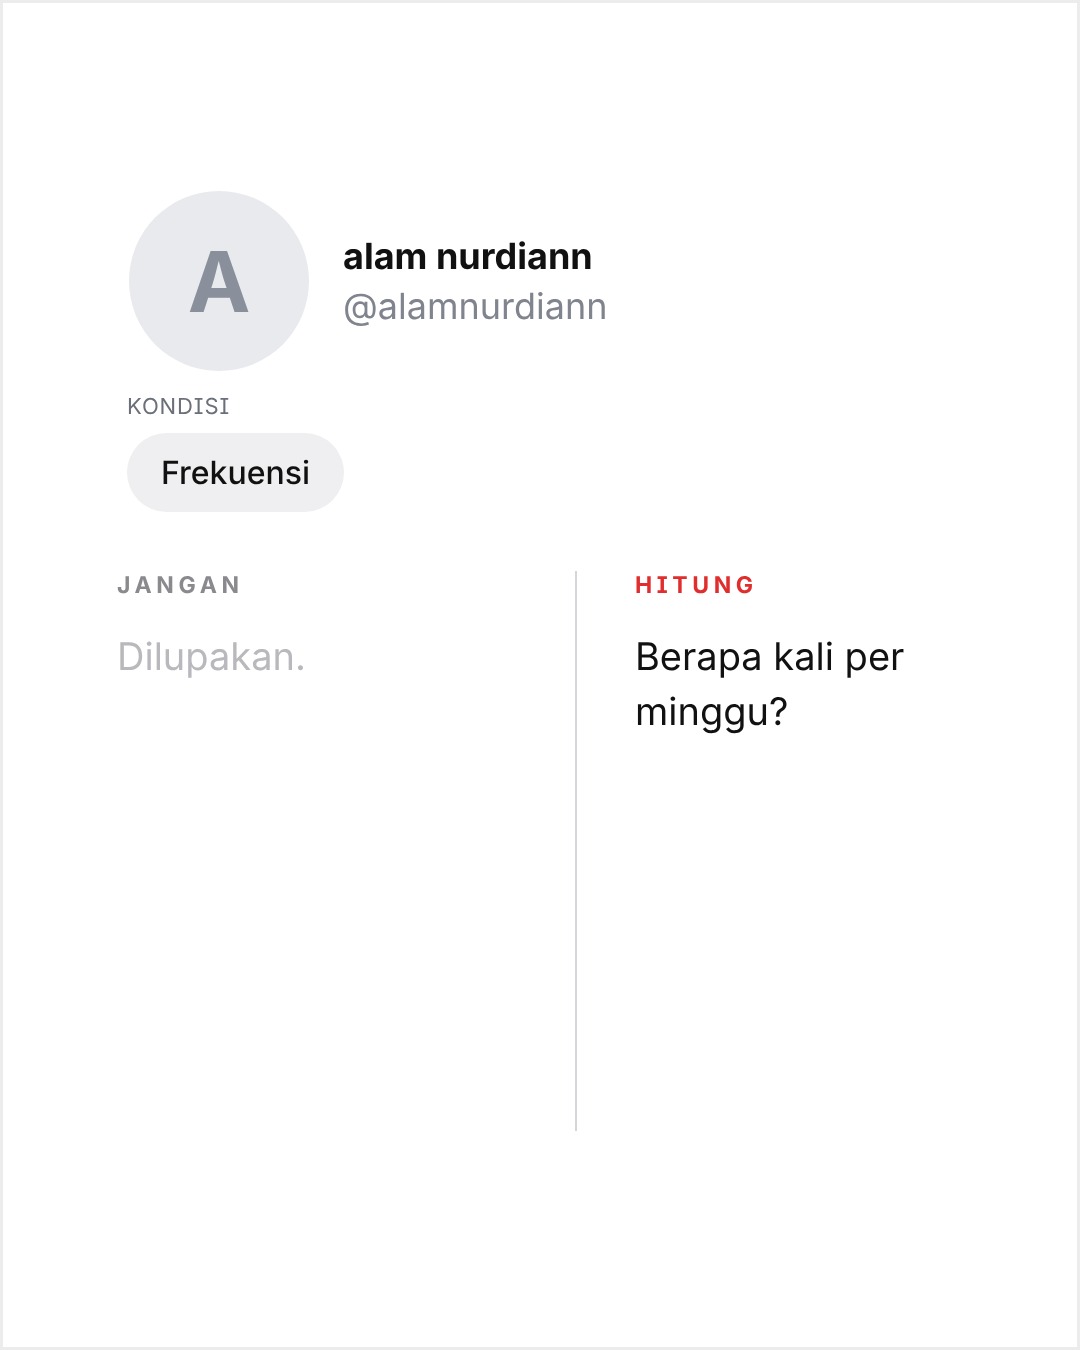 A
alam nurdiann
@alamnurdiann
KONDISI
Frekuensi
JANGAN
Dilupakan.
HITUNG
Berapa kali per
minggu?